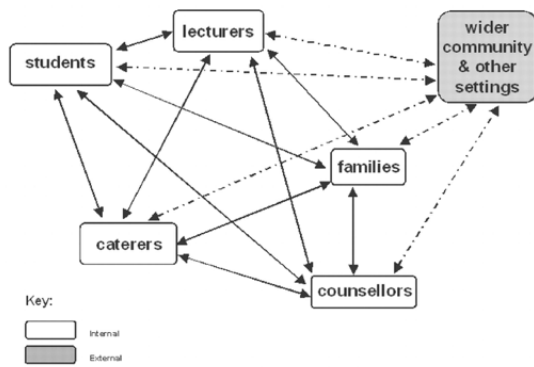 lecturers
wider
community
& other
settings
students
families
caterers
counsellors
Key:
Internal
External